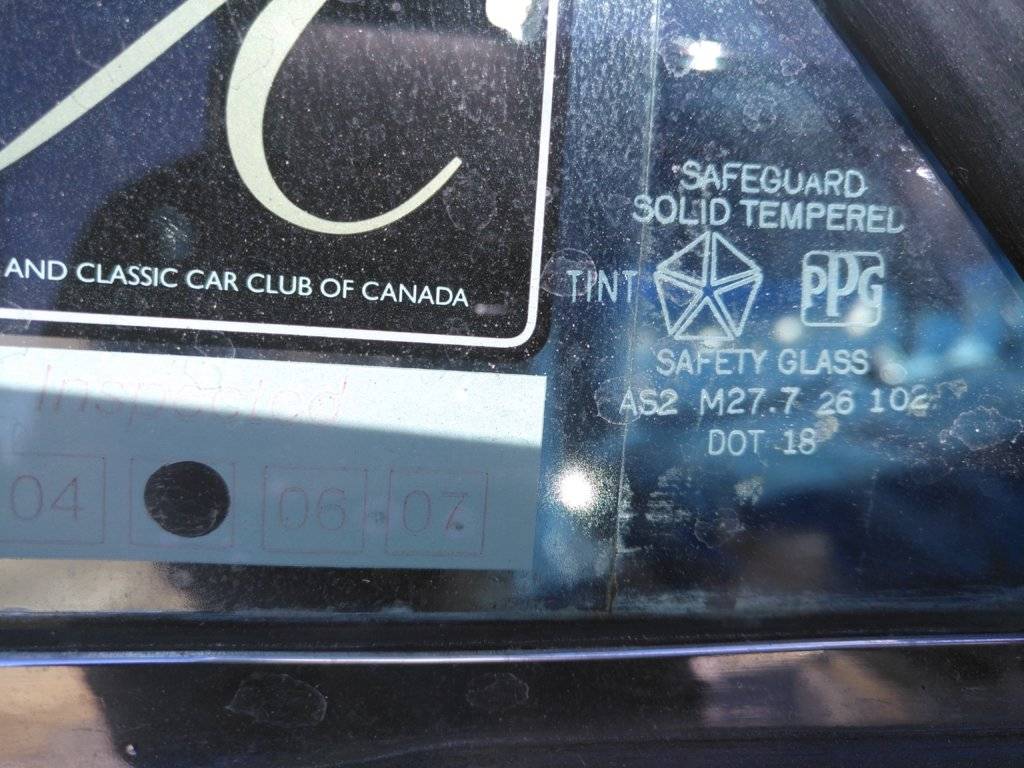 AND CLASSIC CAR CLUB OF CANADA
Inspected
04 06 07
SAFEGUARD
SOLID TEMPERED
TINT PPG
SAFETY GLASS
AS2 M27.7 26 102
DOT 18